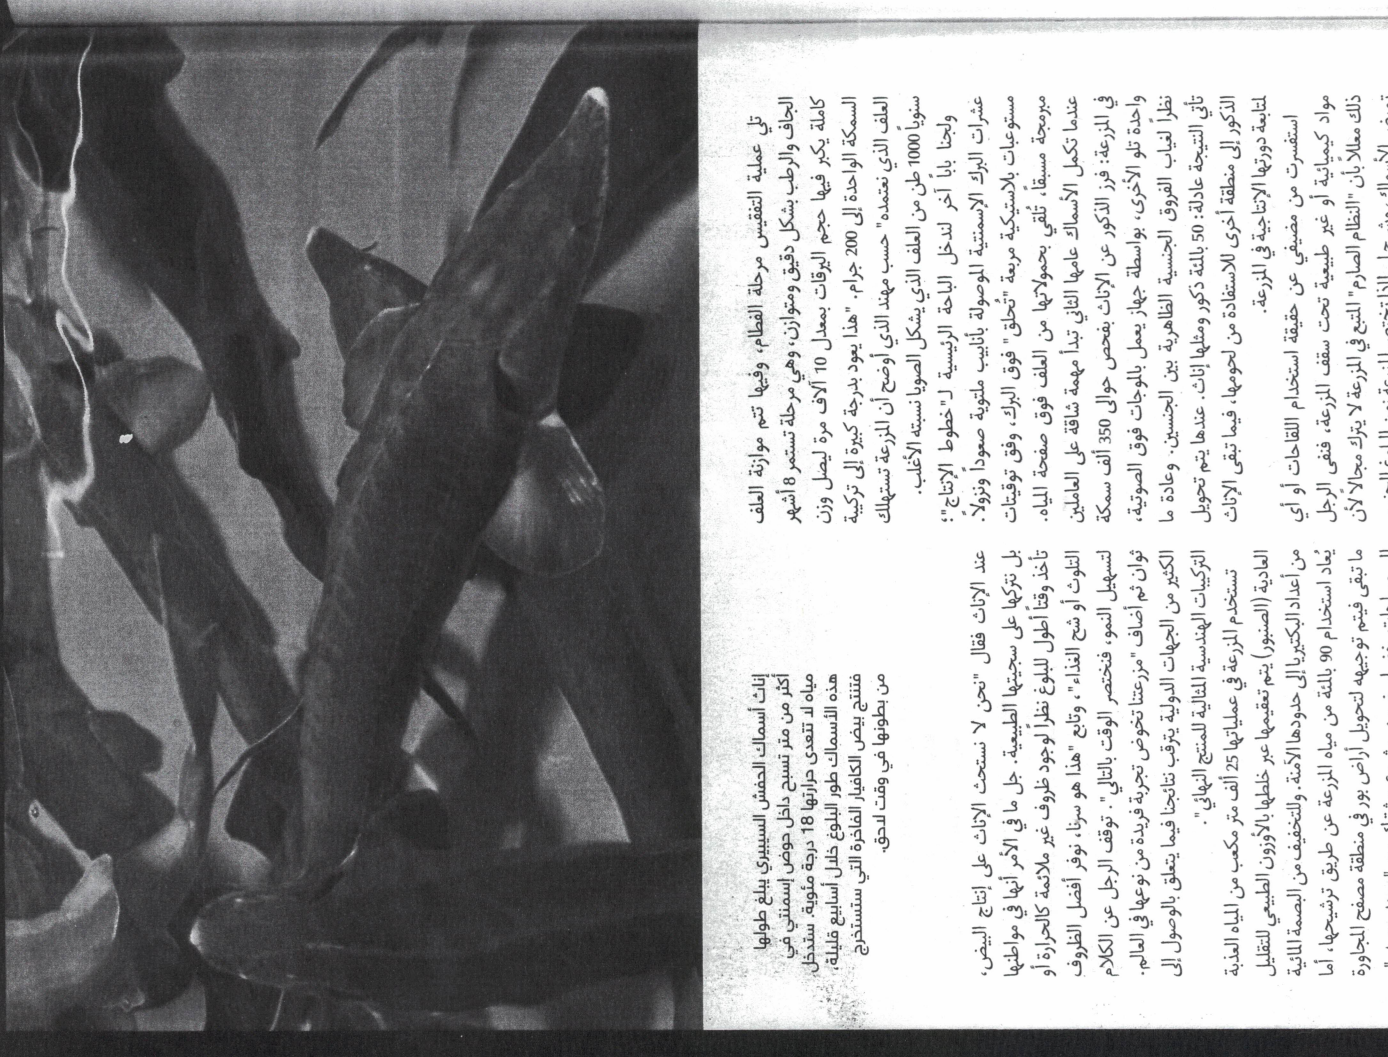 تلي عملية التفقيس مرحلة الفطام، وفيها تتم موازنة العلف
الجاف والرطب بشكل دقيق ومتوازن، وهي مرحلة تستمر 8 أشهر
كاملة يكبر فيها حجم اليرقات بمعدل 10 آلاف مرة ليصل وزن
السمكة الواحدة إلى 200 جرام. "هذا يعود بدرجة كبيرة إلى تركيبة
العلف الذي نعتمده" حسب مهند الذي أوضح أن المزرعة تستهلك
سنوياً 1000 طن من العلف الذي يشكل الصويا نسبته الأغلب.
ولجنا باباً آخر لندخل الباحة الرئيسية لـ"خطوط الإنتاج"؛
عشرات البرك الإسمنتية الموصولة بأنابيب ملتوية صعوداً ونزولاً.
مستوعبات بلاستيكية مربعة "تُحلق" فوق البرك، وفق توقيتات
مبرمجة مسبقاً، تُلقي بحمولاتها من العلف فوق صفحة المياه.
عندما تكمل الأسماك عامها الثاني تبدأ مهمة شاقة على العاملين
في المزرعة: فرز الذكور عن الإناث بفحص حوالى 350 ألف سمكة
واحدة تلو الأخرى، بواسطة جهاز يعمل بالموجات فوق الصوتية،
نظراً لغياب الفروق الجنسية الظاهرية بين الجنسين. وعادة ما
تأتي النتيجة عادلة: 50 بالمئة ذكور ومثلها إناث. عندها يتم تحويل
الذكور إلى منطقة أخرى للاستفادة من لحومها، فيما تبقى الإناث
لمتابعة دورتها الإنتاجية في المزرعة.
استفسرت من مضيفي عن حقيقة استخدام اللقاحات أو أي
مواد كيميائية أو غير طبيعية تحت سقف المزرعة، فنفى الرجل
ذلك معللاً بأن "النظام الصارم" المتبع في المزرعة لا يترك مجالاً لأن
عند الإناث فقال "نحن لا نستحث الإناث على إنتاج البيض،
بل نتركها على سجيتها الطبيعية. جل ما في الأمر أنها في مواطنها
تأخذ وقتاً أطول للبلوغ نظراً لوجود ظروف غير ملائمة كالحرارة أو
التلوث أو شح الغذاء"، وتابع "هذا هو سرنا، نوفر أفضل الظروف
لتسهيل النمو، فنختصر الوقت بالتالي". توقف الرجل عن الكلام
ثوان ثم أضاف "مزرعتنا تخوض تجربة فريدة من نوعها في العالم.
الكثير من الجهات الدولية يترقب نتائجنا فيما يتعلق بالوصول إلى
التركيبات الهندسية المثالية للمنتج النهائي".
تستخدم المزرعة في عملياتها 25 ألف متر مكعب من المياه العذبة
العادية (الصنبور) يتم تعقيمها عبر خلطها بالأوزون الطبيعي للتقليل
من أعداد البكتيريا إلى حدودها الآمنة. وللتخفيف من البصمة المائية
يُعاد استخدام 90 بالمئة من مياه المزرعة عن طريق ترشيحها، أما
ما تبقى فيتم توجيهه لتحويل أراض بور في منطقة مصفح المجاورة
إناث أسماك الحفش السيبيري يبلغ طولها
أكثر من متر تسبح داخل حوض إسمنتي في
مياه لا تتعدى حرارتها 18 درجة مئوية. ستدخل
هذه الأسماك طور البلوغ خلال أسابيع قليلة،
فتنتج بيض الكافيار الفاخرة التي ستستخرج
من بطونها في وقت لاحق.